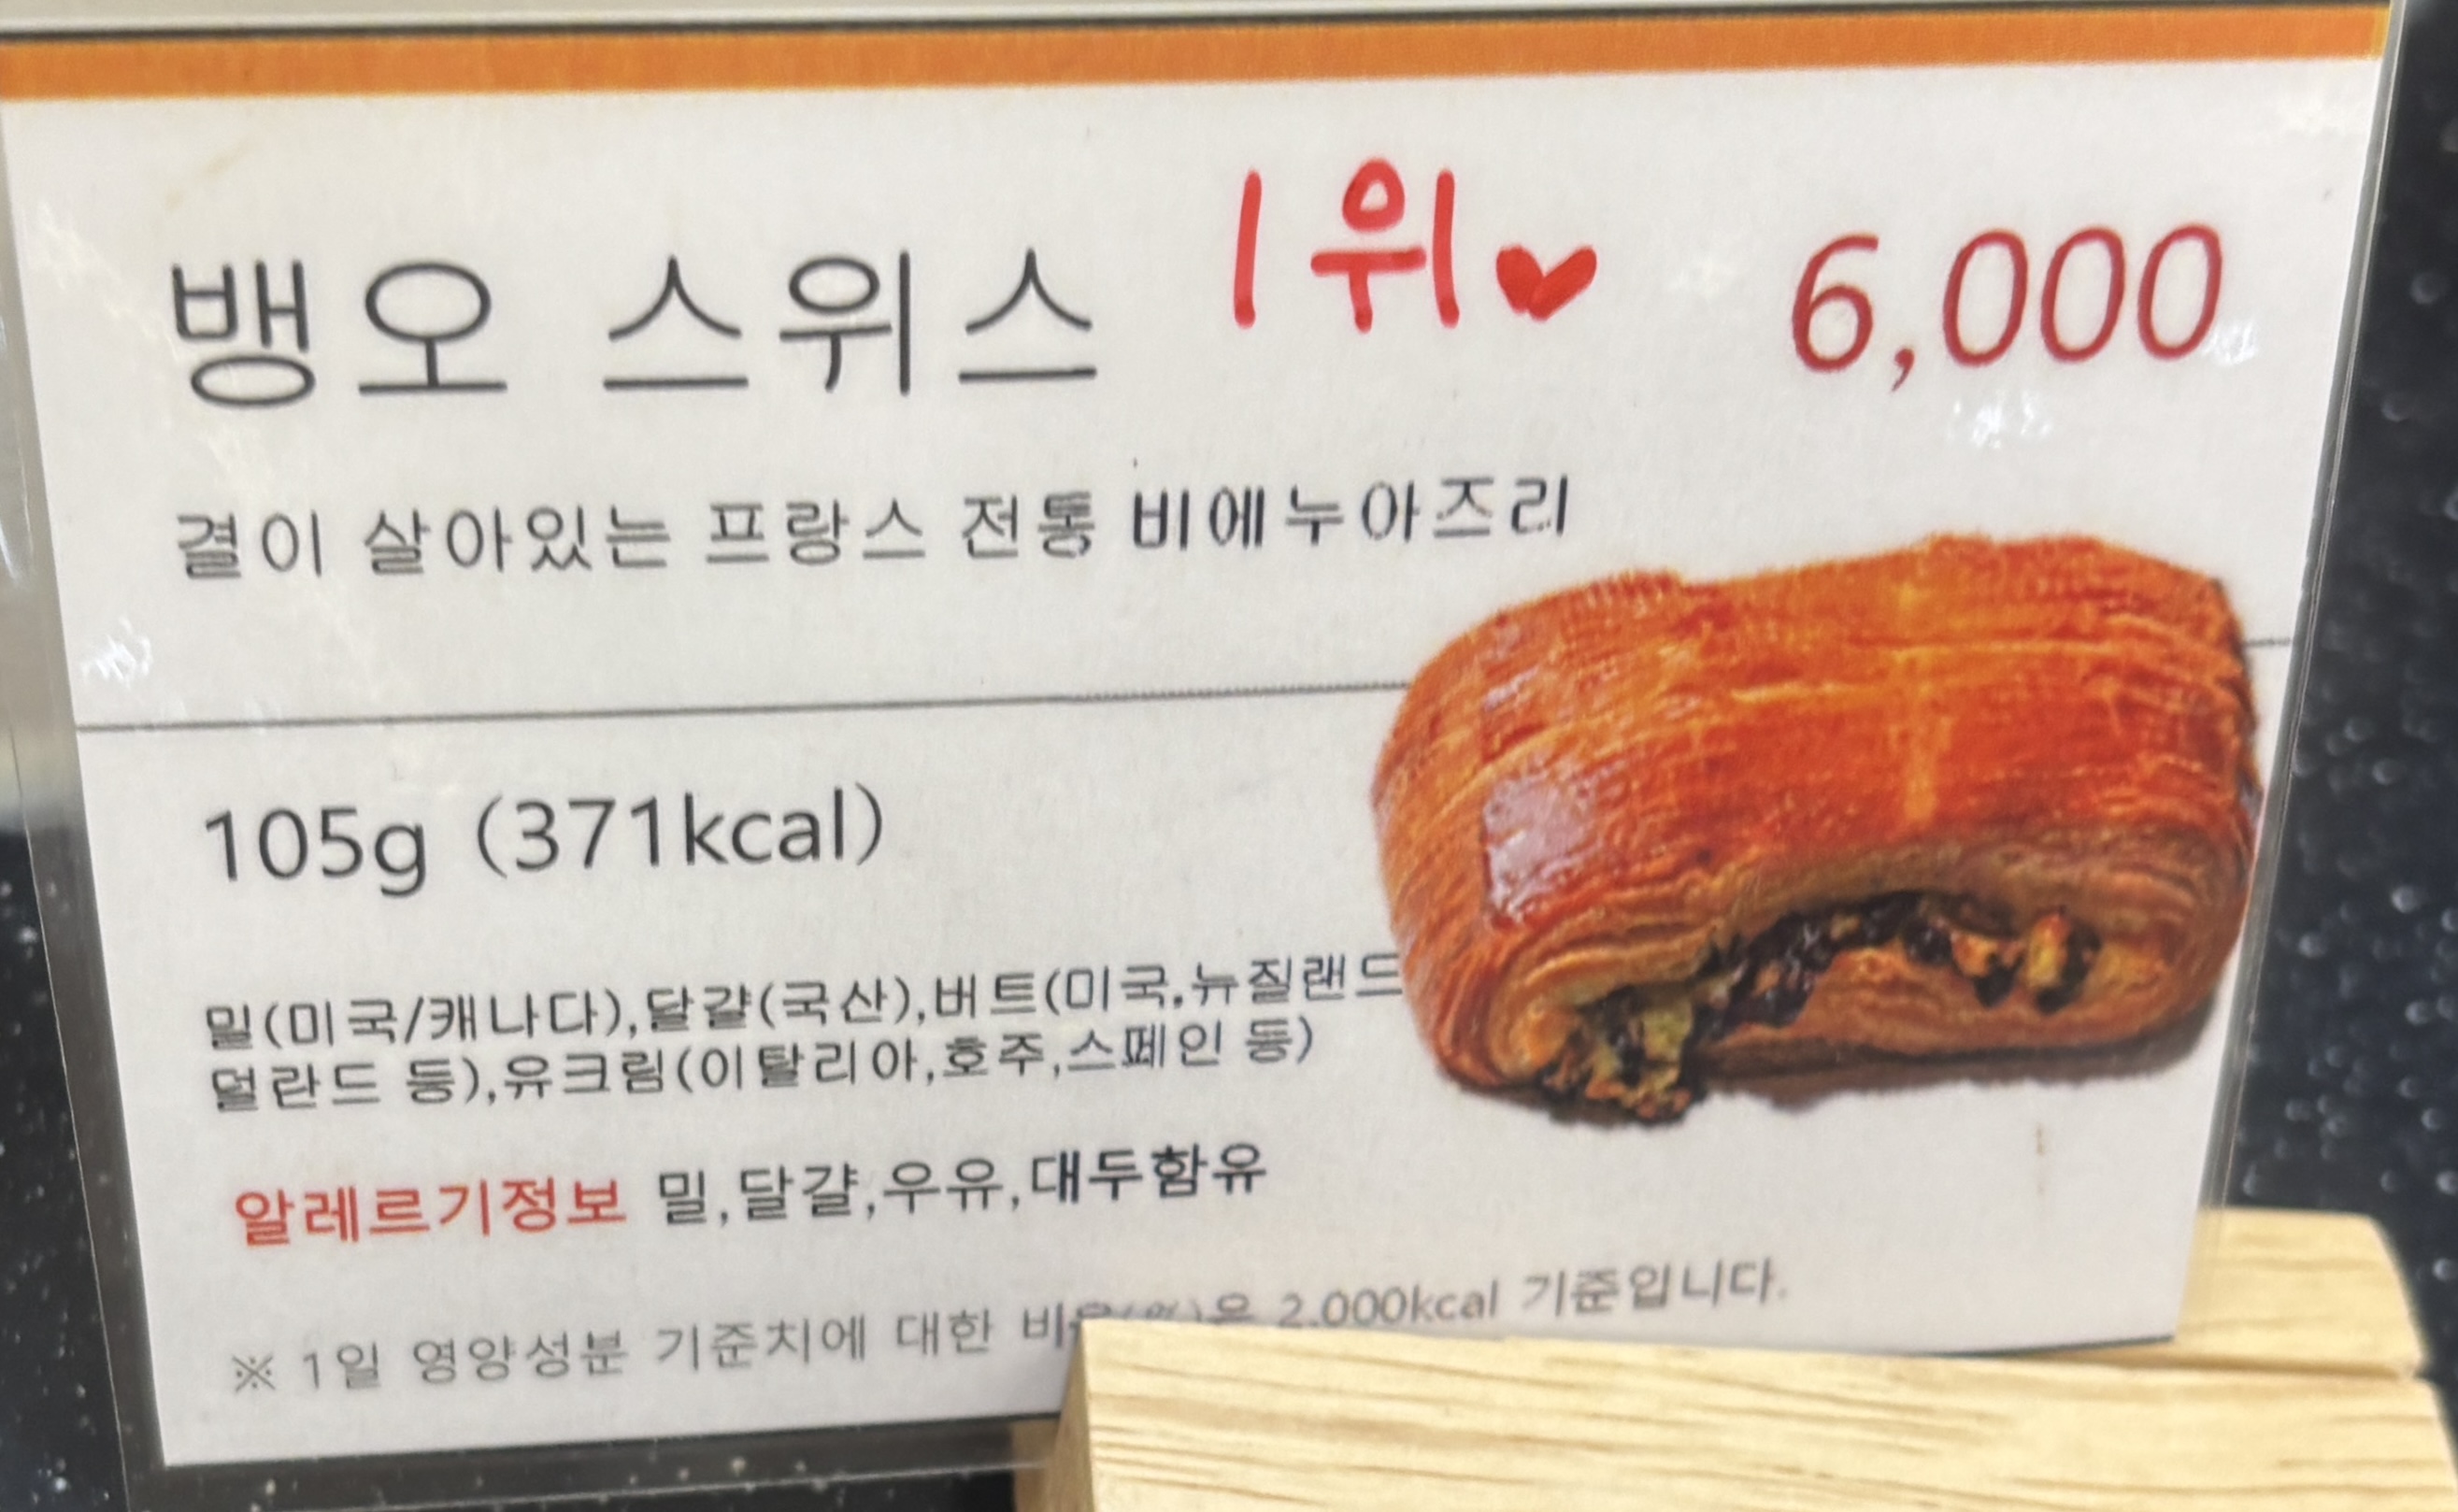 뱅오 스위스 1위♥ 6,000
결이 살아있는 프랑스 전통 비에누아즈리
105g (371kcal)
밀(미국/캐나다),달걀(국산),버트(미국,뉴질랜드
덜란드 등),유크림(이탈리아,호주,스페인 등)
알레르기정보 밀,달걀,우유,대두함유
※ 1일 영양성분 기준치에 대한 2,000kcal 기준입니다.